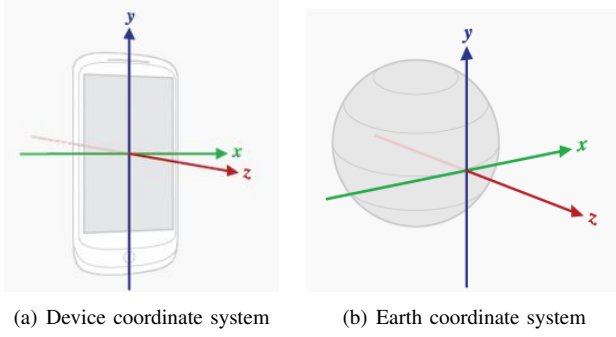 y
x
z
y
x
z
(a) Device coordinate system
(b) Earth coordinate system